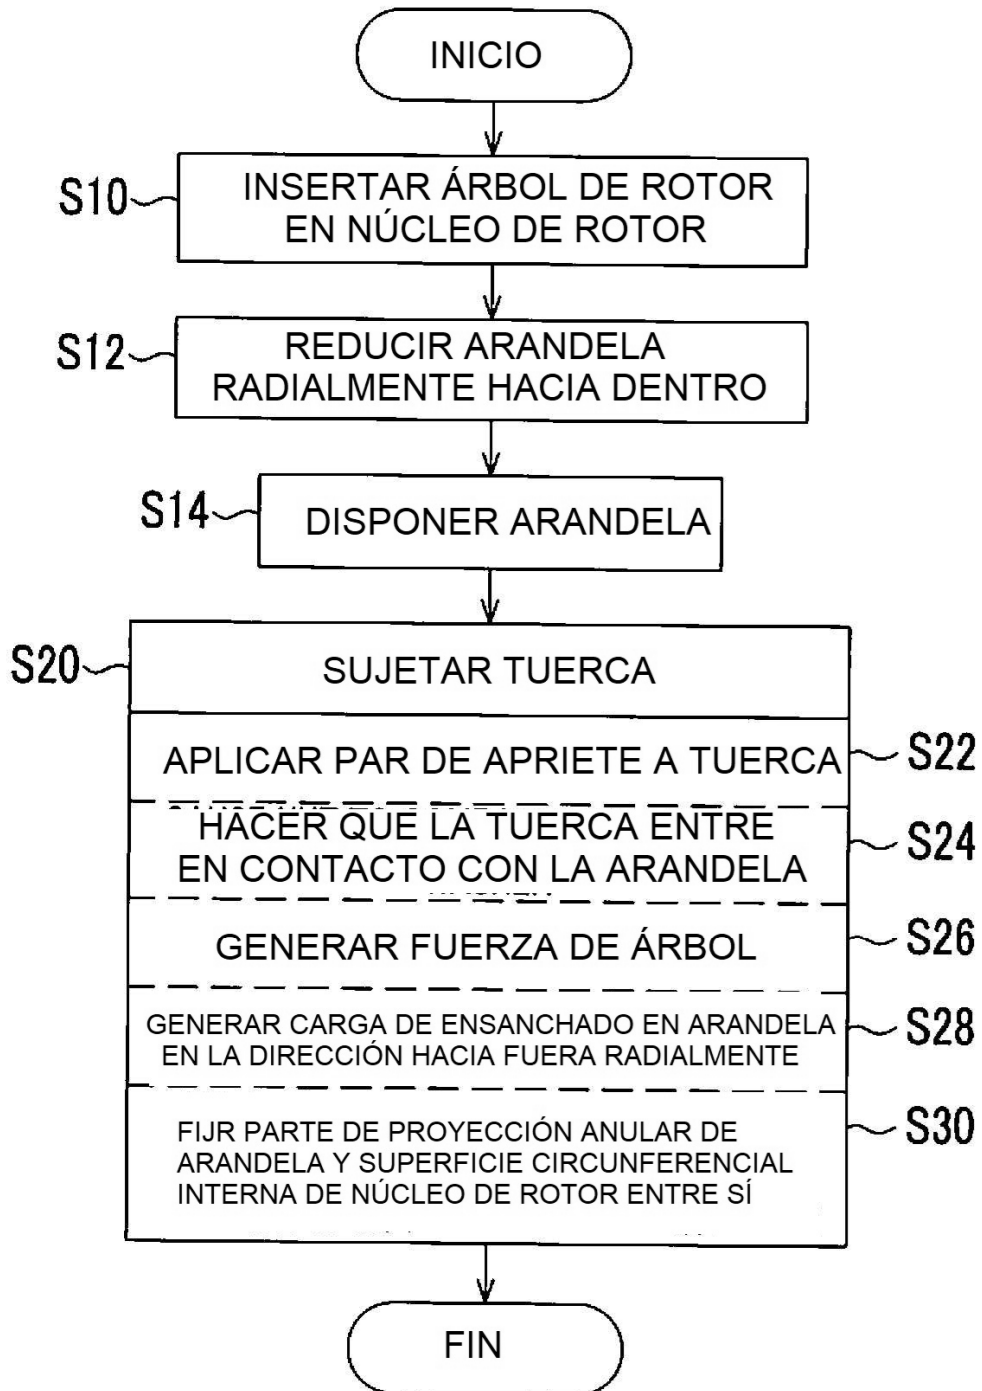 INICIO
S10
INSERTAR ÁRBOL DE ROTOR
EN NÚCLEO DE ROTOR
S12
REDUCIR ARANDELA
RADIALMENTE HACIA DENTRO
S14
DISPONER ARANDELA
S20
SUJETAR TUERCA
APLICAR PAR DE APRIETE A TUERCA
S22
HACER QUE LA TUERCA ENTRE
EN CONTACTO CON LA ARANDELA
S24
GENERAR FUERZA DE ÁRBOL
S26
GENERAR CARGA DE ENSANCHADO EN ARANDELA
EN LA DIRECCIÓN HACIA FUERA RADIALMENTE
S28
FIJR PARTE DE PROYECCIÓN ANULAR DE
ARANDELA Y SUPERFICIE CIRCUNFERENCIAL
INTERNA DE NÚCLEO DE ROTOR ENTRE SÍ
S30
FIN